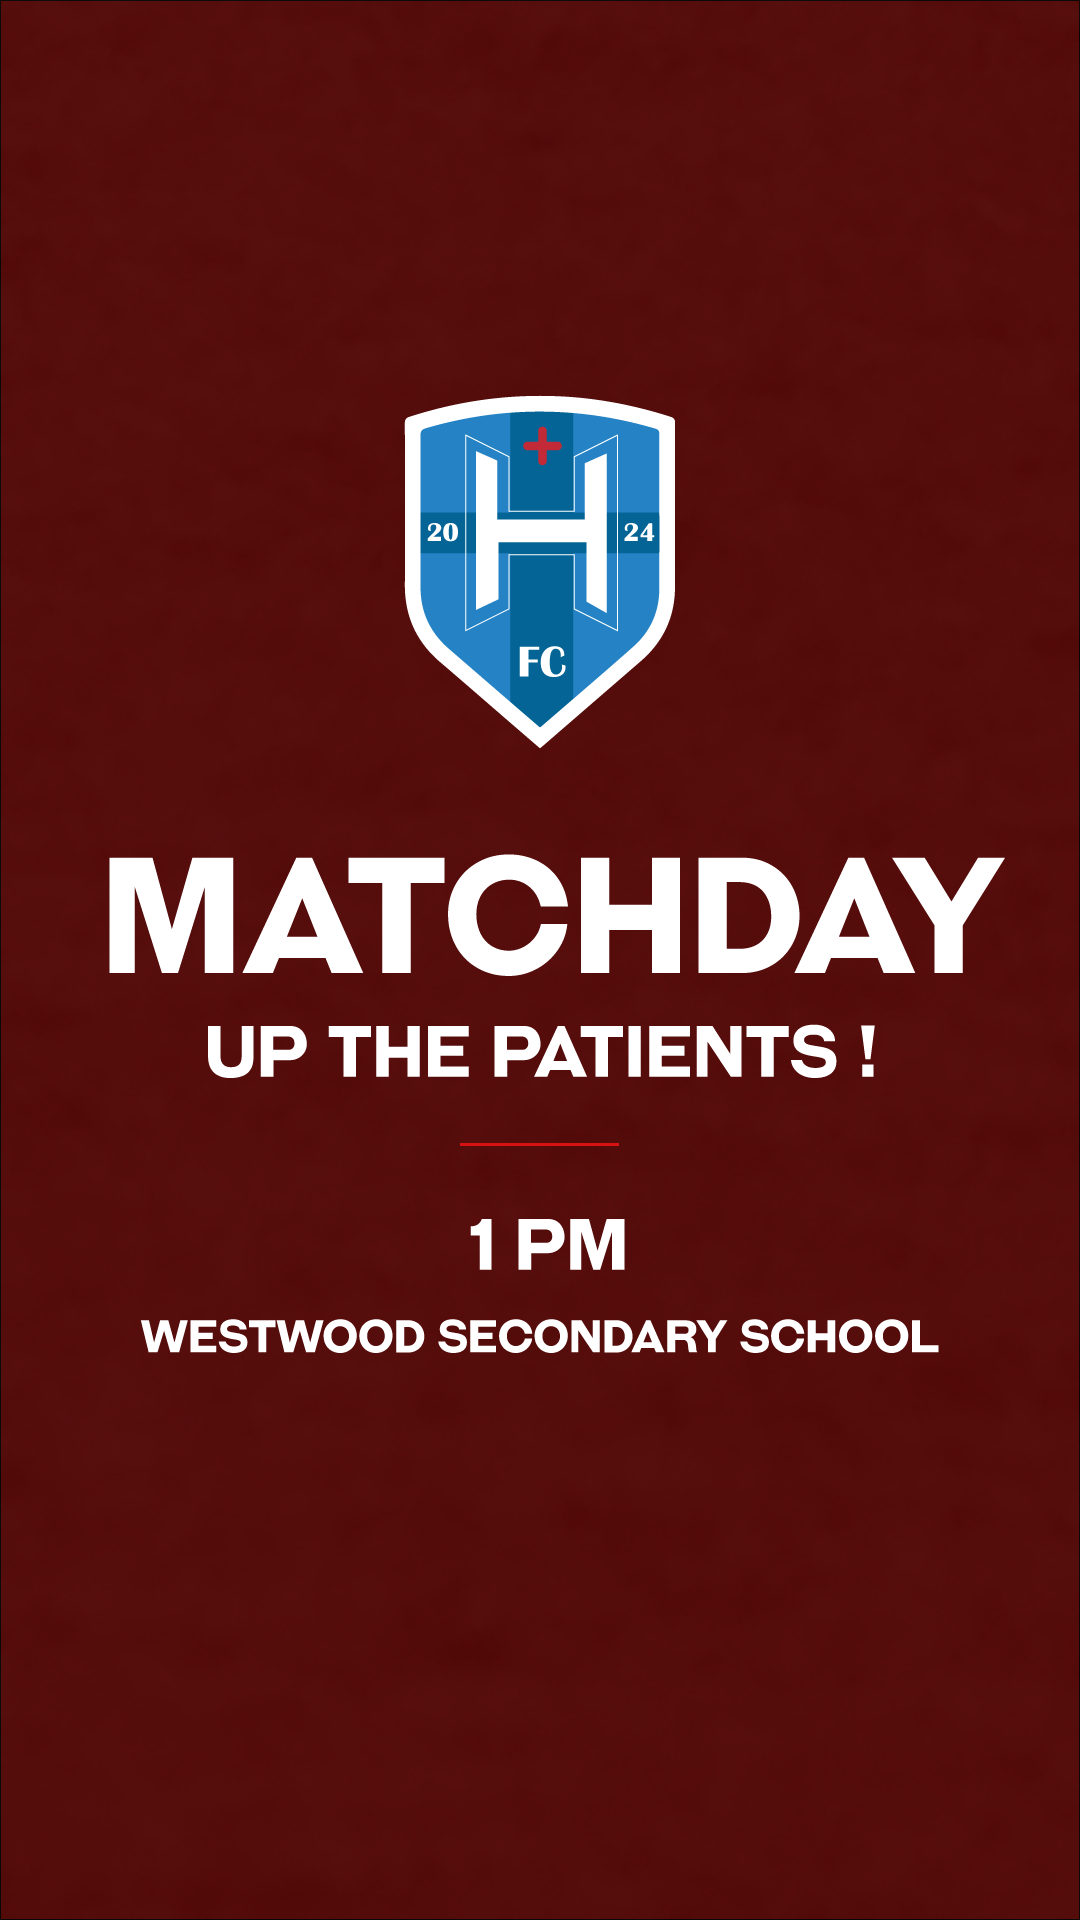 H
20 24
FC
MATCHDAY
UP THE PATIENTS !
1 PM
WESTWOOD SECONDARY SCHOOL